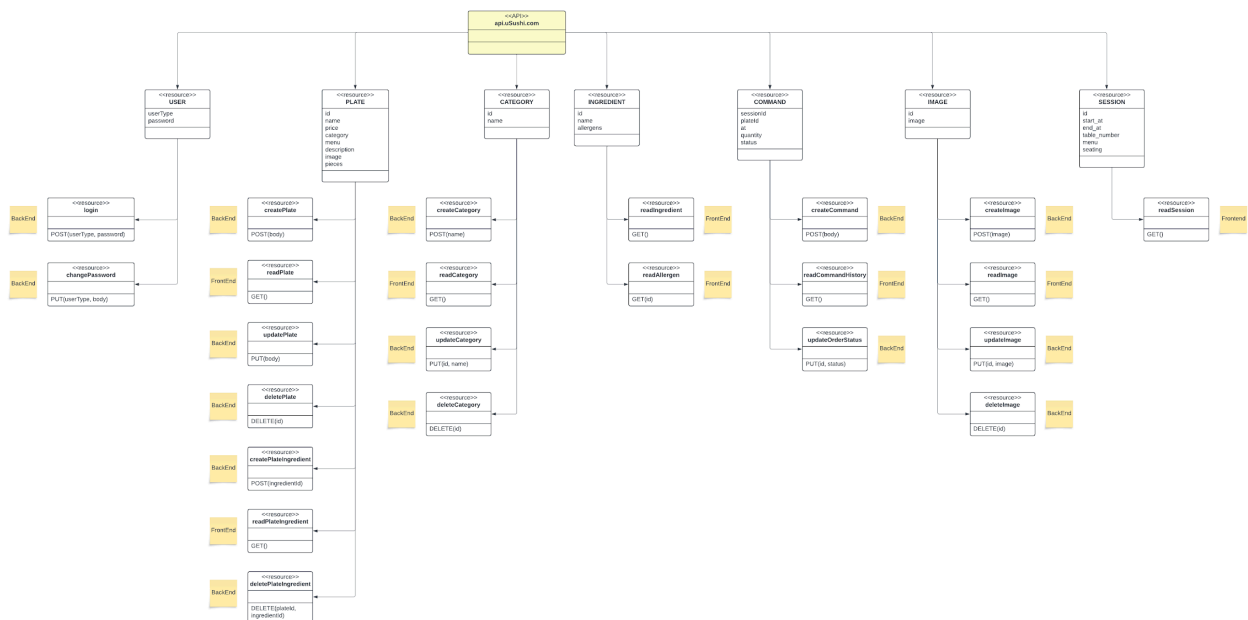 <<API>>
api.uSushi.com
<<resource>>
USER
userType
password
<<resource>>
PLATE
id
name
price
category
menu
description
image
pieces
<<resource>>
CATEGORY
id
name
<<resource>>
INGREDIENT
id
name
allergens
<<resource>>
COMMAND
sessionId
plateId
at
quantity
status
<<resource>>
IMAGE
id
image
<<resource>>
SESSION
id
start_at
end_at
table_number
menu
seating
BackEnd
<<resource>>
login
POST(userType, password)
BackEnd
<<resource>>
changePassword
PUT(userType, body)
BackEnd
<<resource>>
createPlate
POST(body)
FrontEnd
<<resource>>
readPlate
GET()
BackEnd
<<resource>>
updatePlate
PUT(body)
BackEnd
<<resource>>
deletePlate
DELETE(id)
BackEnd
<<resource>>
createPlateIngredient
POST(ingredientId)
FrontEnd
<<resource>>
readPlateIngredient
GET()
BackEnd
<<resource>>
deletePlateIngredient
DELETE(plateId,
ingredientId)
BackEnd
<<resource>>
createCategory
POST(name)
FrontEnd
<<resource>>
readCategory
GET()
BackEnd
<<resource>>
updateCategory
PUT(id, name)
BackEnd
<<resource>>
deleteCategory
DELETE(id)
<<resource>>
readIngredient
GET()
FrontEnd
<<resource>>
readAllergen
GET(id)
FrontEnd
<<resource>>
createCommand
POST(body)
BackEnd
<<resource>>
readCommandHistory
GET()
FrontEnd
<<resource>>
updateOrderStatus
PUT(id, status)
BackEnd
<<resource>>
createImage
POST(image)
BackEnd
<<resource>>
readImage
GET()
FrontEnd
<<resource>>
updateImage
PUT(id, image)
BackEnd
<<resource>>
deleteImage
DELETE(id)
BackEnd
<<resource>>
readSession
GET()
Frontend